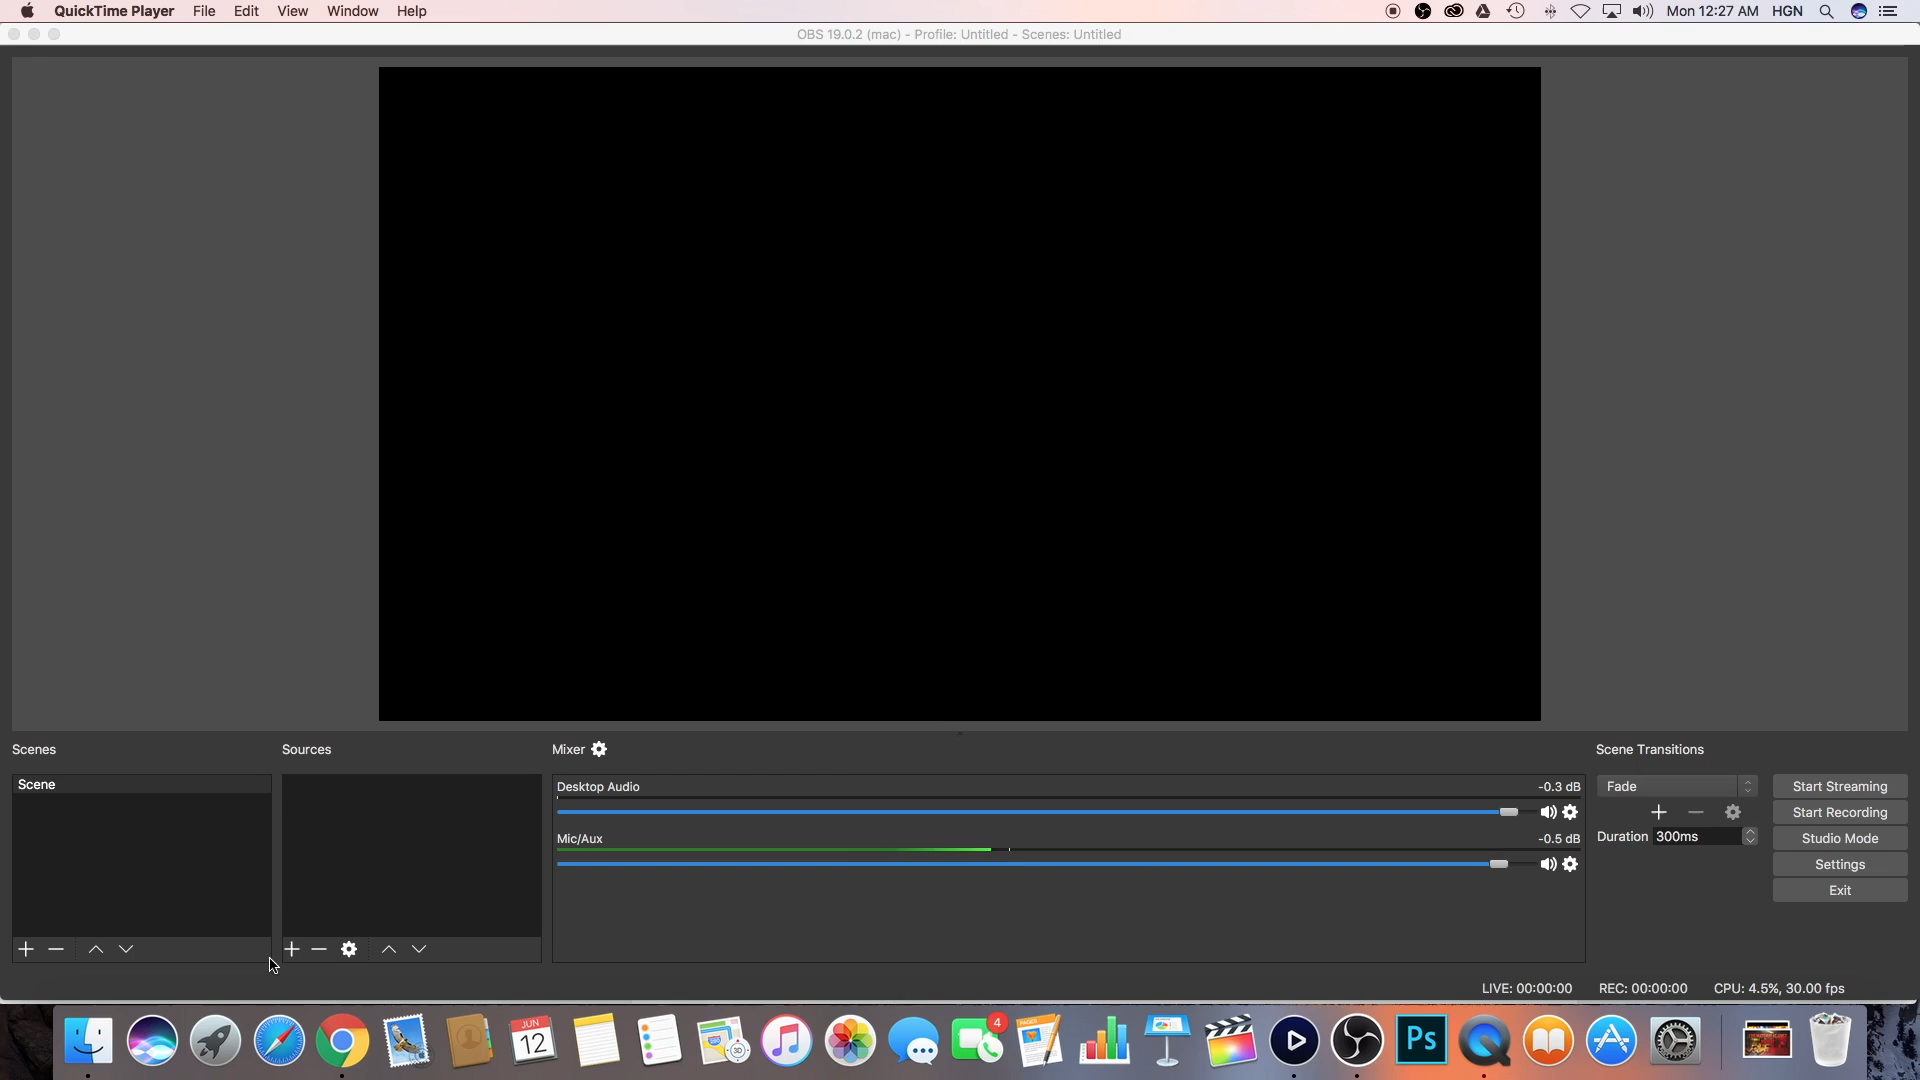 QuickTime Player File Edit View Window Help Mon 12:27 AM HGN
OBS 19.0.2 (mac) - Profile: Untitled - Scenes: Untitled
Scenes Sources Mixer Scene Transitions
Scene
Desktop Audio -0.3 dB
Mic/Aux -0.5 dB
Fade
Duration 300ms
Start Streaming
Start Recording
Studio Mode
Settings
Exit
LIVE: 00:00:00 REC: 00:00:00 CPU: 4.5%, 30.00 fps
JUN
12
3D
4
PAGES
Ps